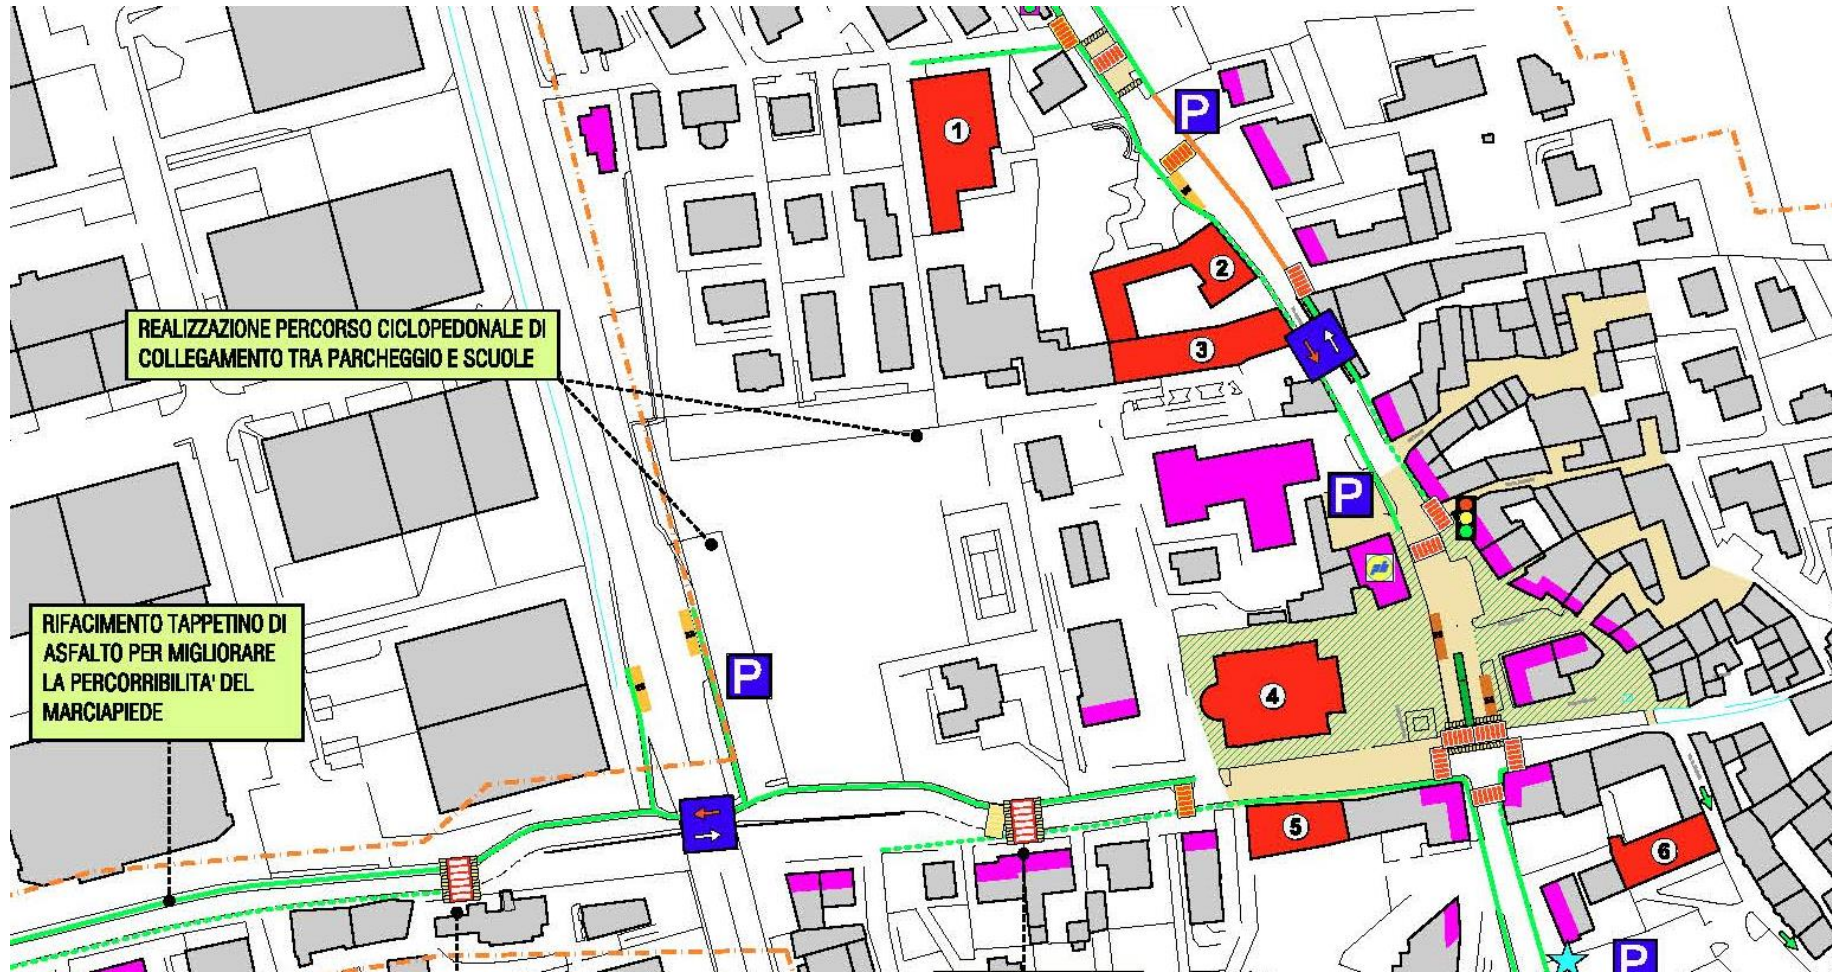 1
P
2
REALIZZAZIONE PERCORSO CICLOPEDONALE DI
COLLEGAMENTO TRA PARCHEGGIO E SCUOLE
3
P
RIFACIMENTO TAPPETINO DI
ASFALTO PER MIGLIORARE
LA PERCORRIBILITA' DEL
MARCIAPIEDE
P
4
5
6
P